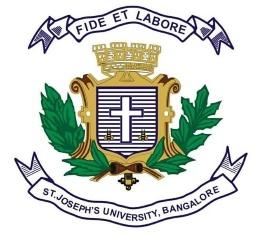 FIDE ET LABORE
ST.JOSEPH'S UNIVERSITY, BANGALORE